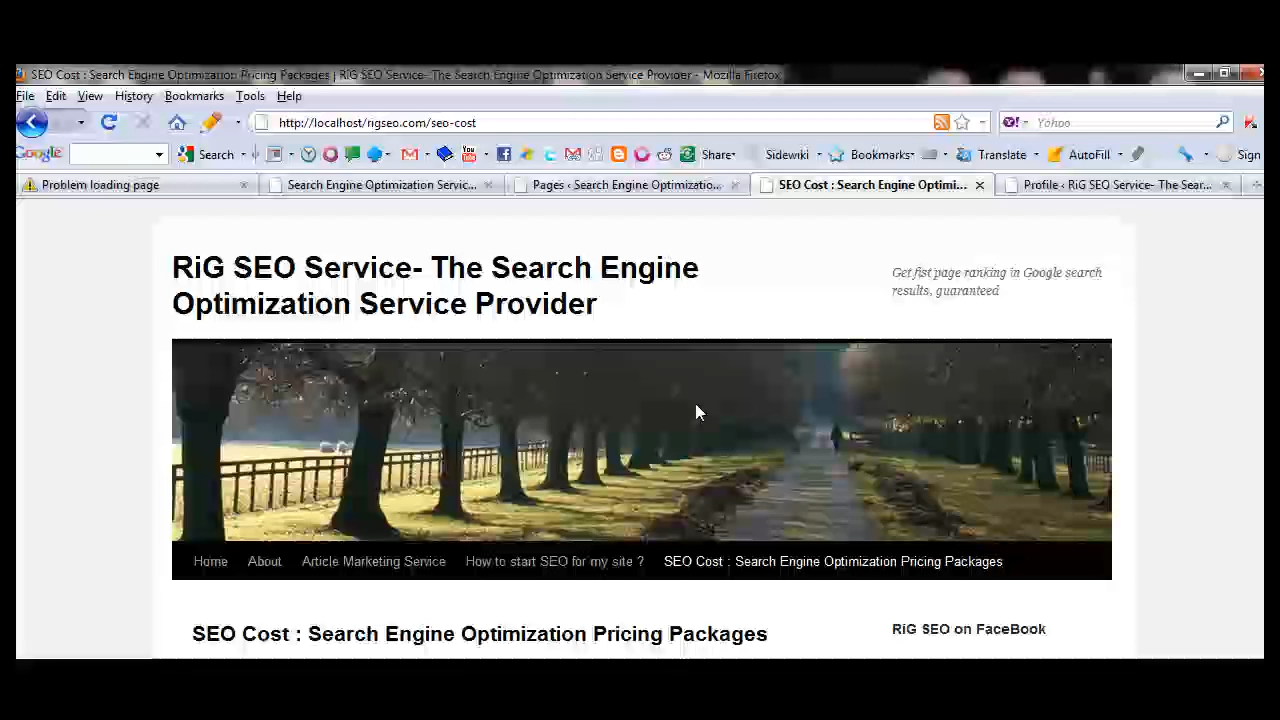 SEO Cost : Search Engine Optimization Pricing Packages | RiG SEO Service- The Search Engine Optimization Service Provider - Mozilla Firefox
File Edit View History Bookmarks Tools Help
http://localhost/rigseo.com/seo-cost
Yahoo
Google Search Share Sidewiki Bookmarks Translate AutoFill Sign
Problem loading page
Search Engine Optimization Servic...
Pages ‹ Search Engine Optimizatio...
SEO Cost : Search Engine Optimi...
Profile ‹ RiG SEO Service- The Sear...
RiG SEO Service- The Search Engine
Optimization Service Provider
Get fist page ranking in Google search
results, guaranteed
Home About Article Marketing Service How to start SEO for my site ? SEO Cost : Search Engine Optimization Pricing Packages
SEO Cost : Search Engine Optimization Pricing Packages
RiG SEO on FaceBook